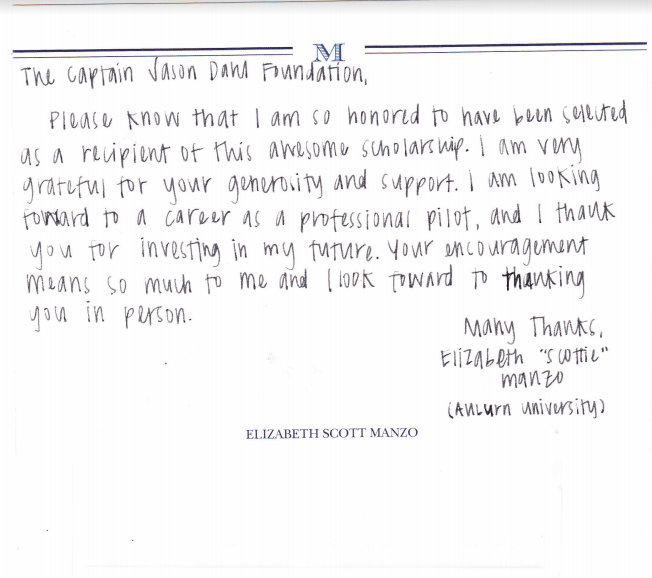 M
The Captain Jason Dahl Foundation,
Please know that I am so honored to have been selected
as a recipient of this awesome scholarship. I am very
grateful for your generosity and support. I am looking
forward to a career as a professional pilot, and I thank
you for investing in my future. Your encouragement
means so much to me and I look forward to thanking
you in person.
Many Thanks,
Elizabeth "Scottie"
Manzo
(Auburn University)
ELIZABETH SCOTT MANZO